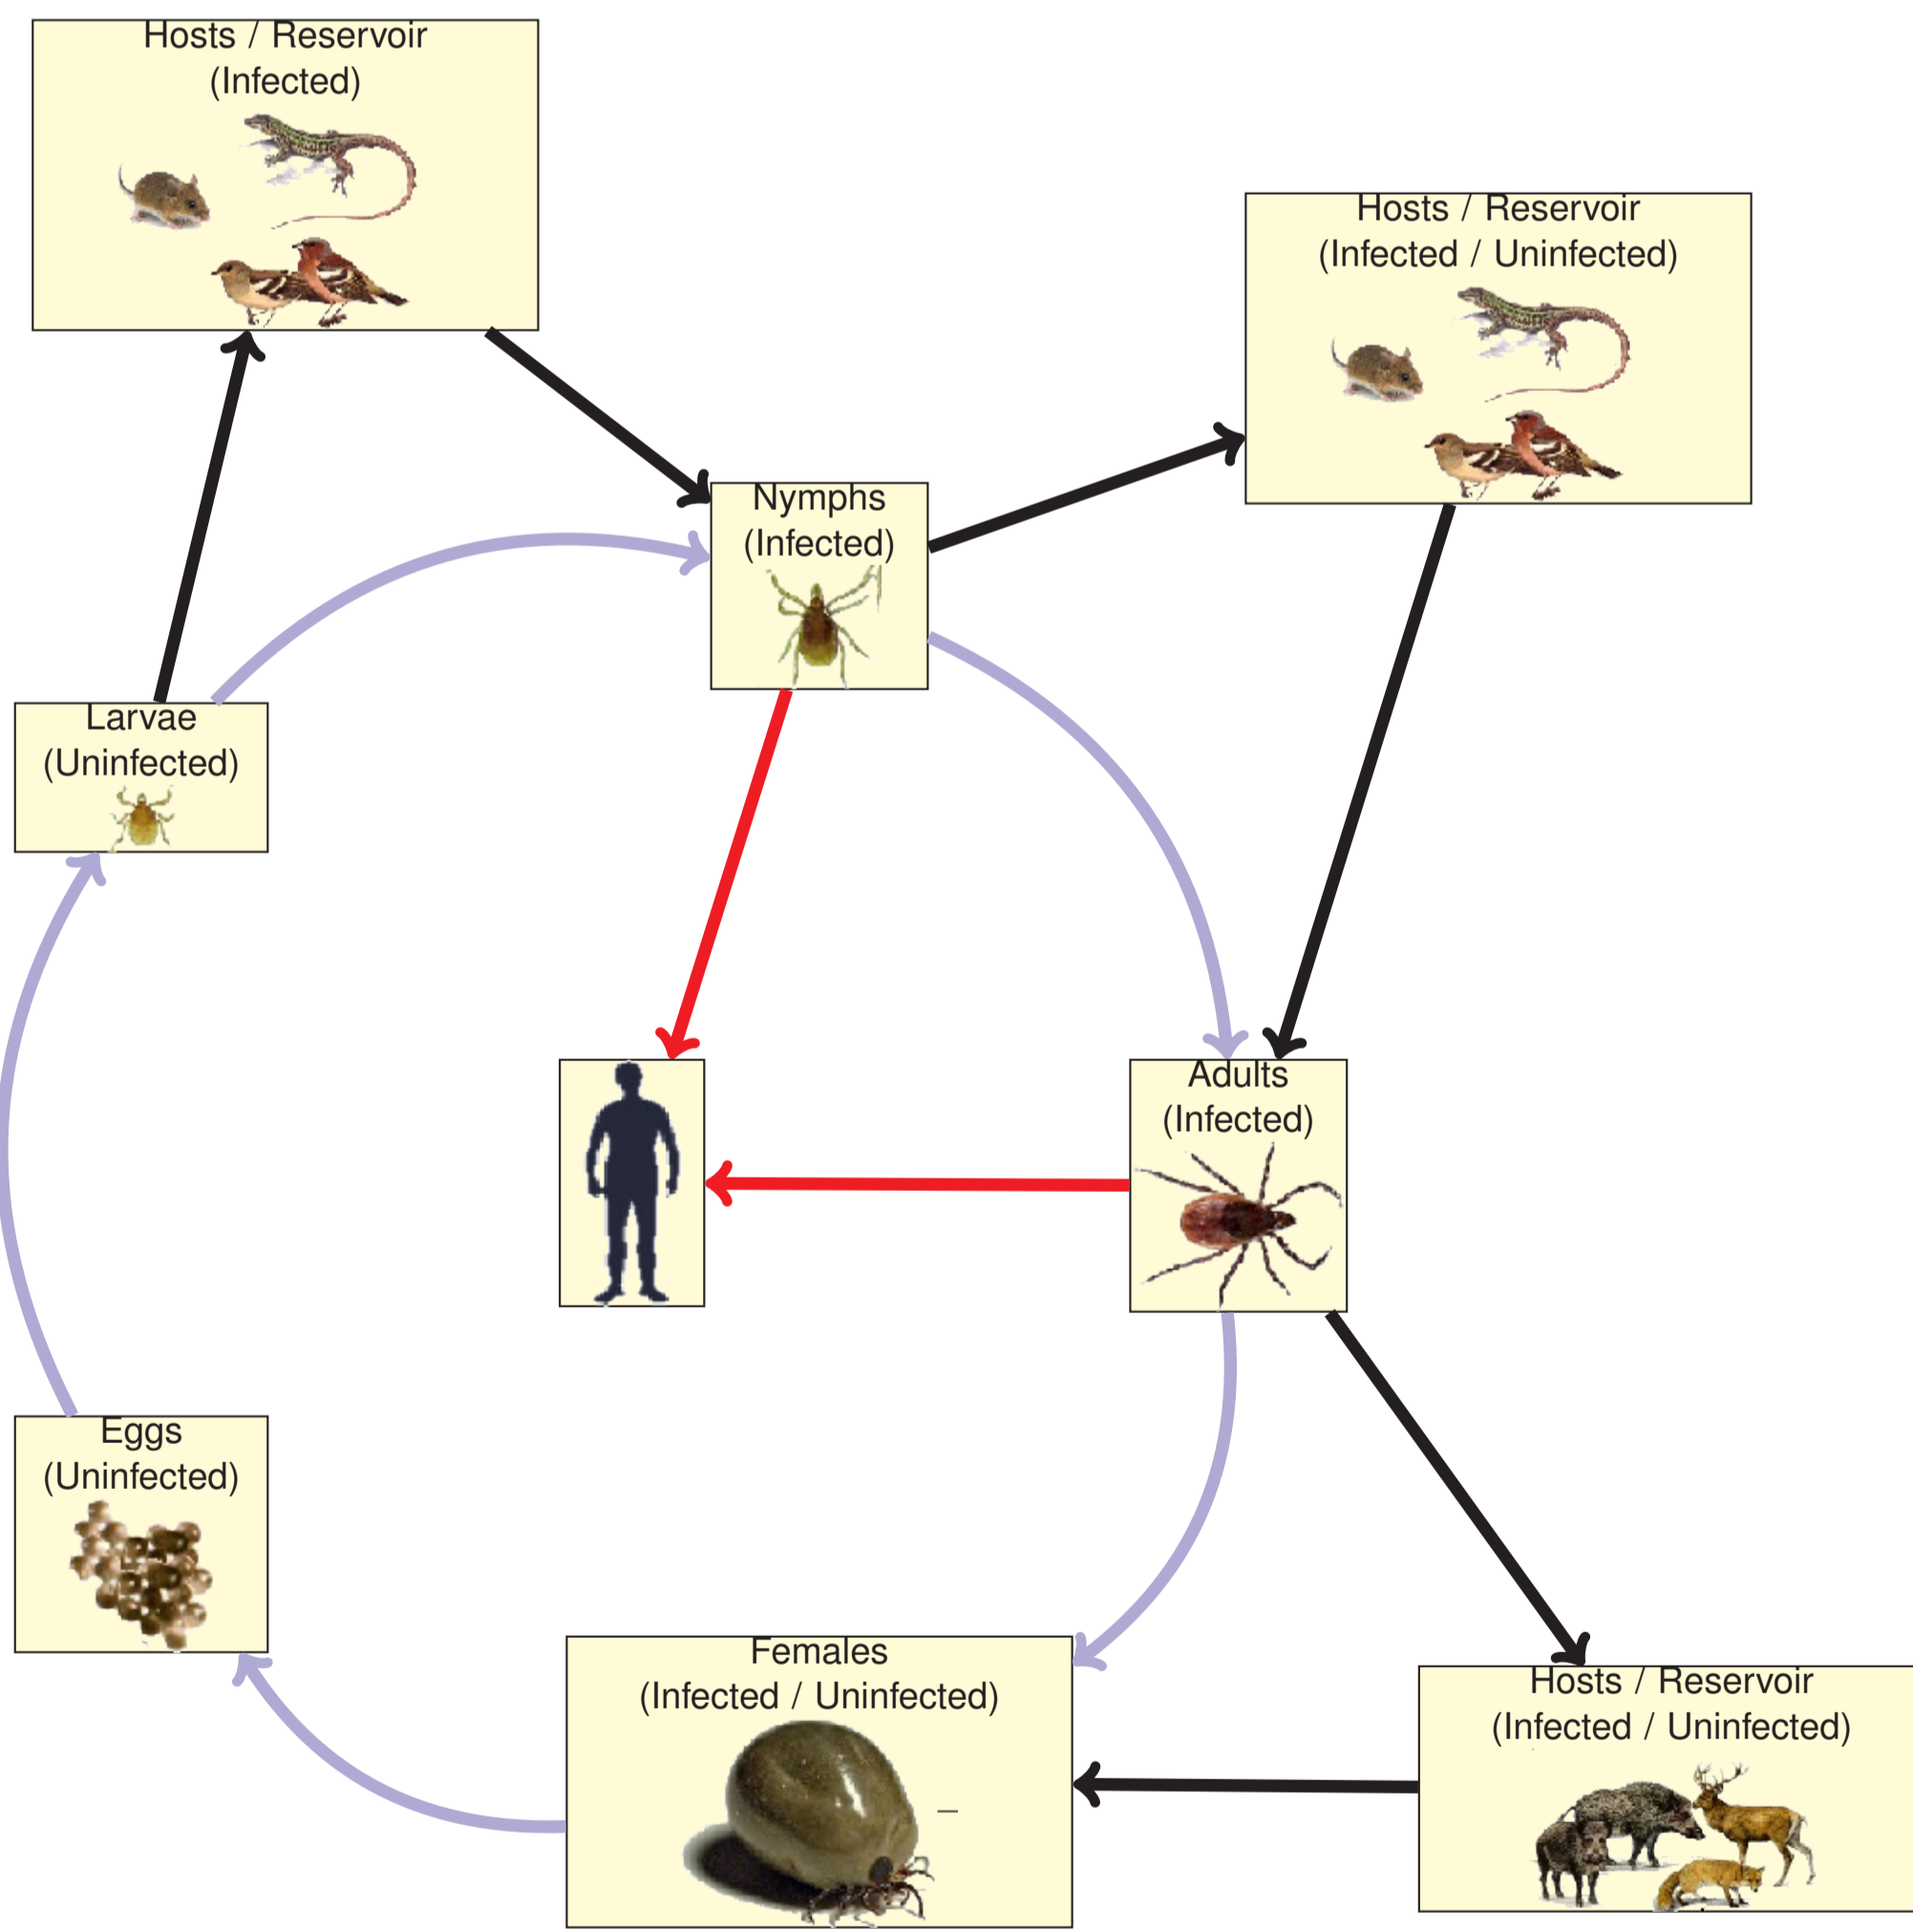 Hosts / Reservoir
(Infected)
Hosts / Reservoir
(Infected / Uninfected)
Nymphs
(Infected)
Larvae
(Uninfected)
Adults
(Infected)
Eggs
(Uninfected)
Females
(Infected / Uninfected)
Hosts / Reservoir
(Infected / Uninfected)